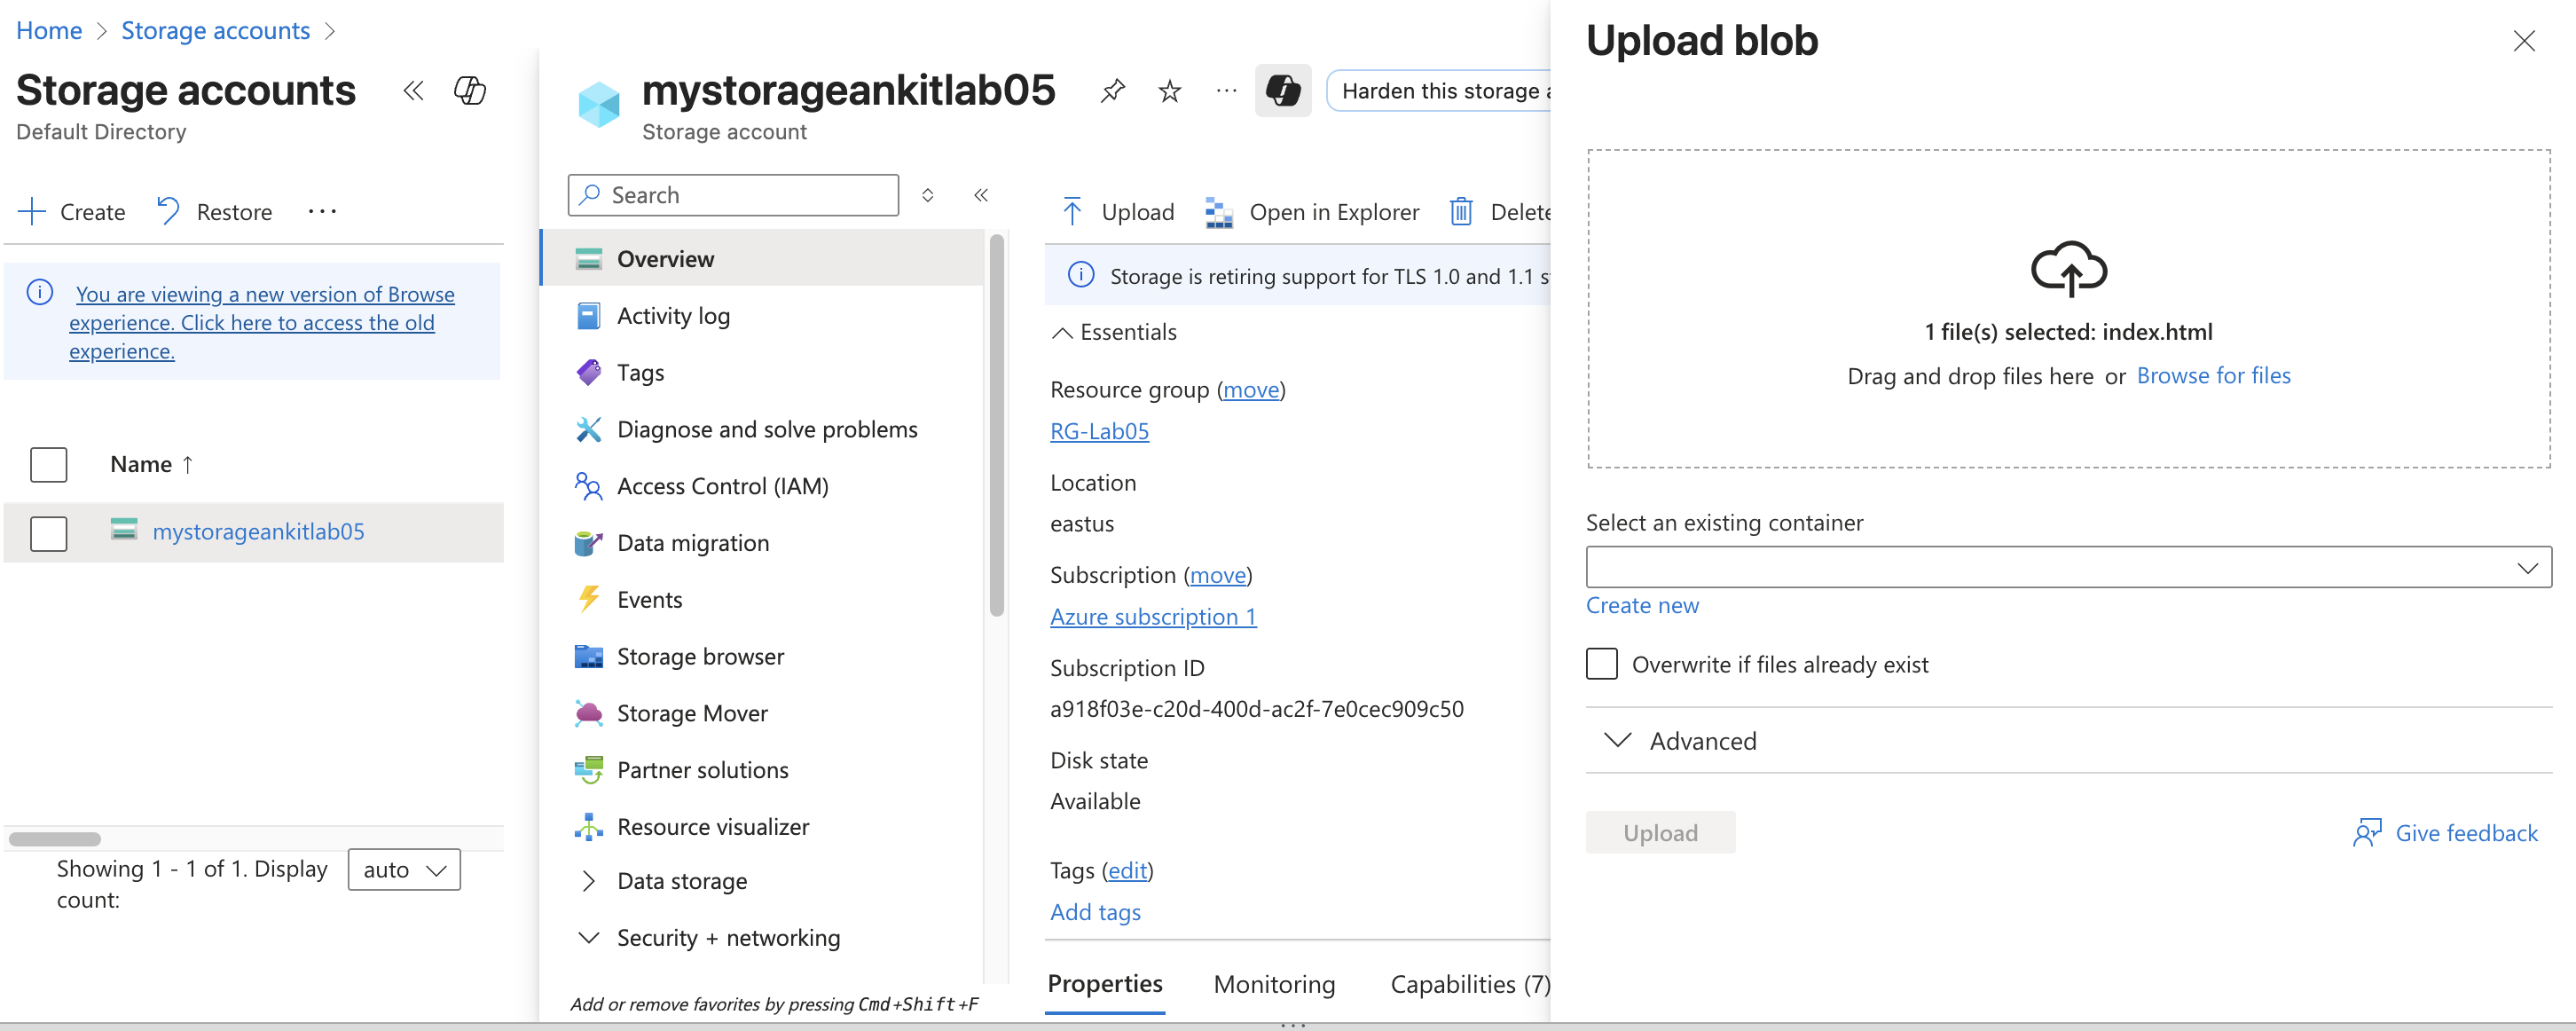 Home > Storage accounts >
Storage accounts
Default Directory
Create
Restore
You are viewing a new version of Browse
experience. Click here to access the old
experience.
Name ↑
mystorageankitlab05
Showing 1 - 1 of 1. Display
count:
auto
mystorageankitlab05
Storage account
Harden this storage
Search
Overview
Activity log
Tags
Diagnose and solve problems
Access Control (IAM)
Data migration
Events
Storage browser
Storage Mover
Partner solutions
Resource visualizer
Data storage
Security + networking
Add or remove favorites by pressing Cmd+Shift+F
Upload
Open in Explorer
Delete
Storage is retiring support for TLS 1.0 and 1.1
Essentials
Resource group (move)
RG-Lab05
Location
eastus
Subscription (move)
Azure subscription 1
Subscription ID
a918f03e-c20d-400d-ac2f-7e0cec909c50
Disk state
Available
Tags (edit)
Add tags
Properties
Monitoring
Capabilities (7)
Upload blob
1 file(s) selected: index.html
Drag and drop files here or Browse for files
Select an existing container
Create new
Overwrite if files already exist
Advanced
Upload
Give feedback